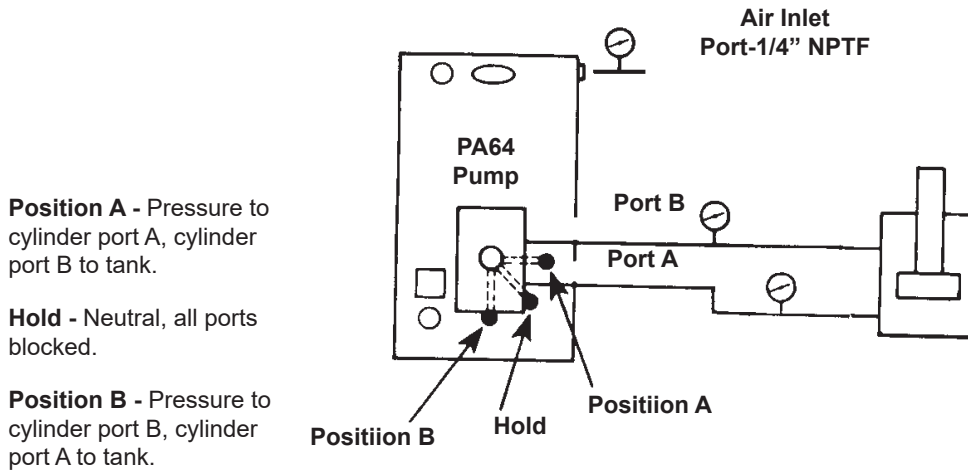 Air Inlet
Port-1/4” NPTF
PA64
Pump
Position A - Pressure to
cylinder port A, cylinder
port B to tank.
Hold - Neutral, all ports
blocked.
Position B - Pressure to
cylinder port B, cylinder
port A to tank.
Port B
Port A
Positiion A
Hold
Positiion B